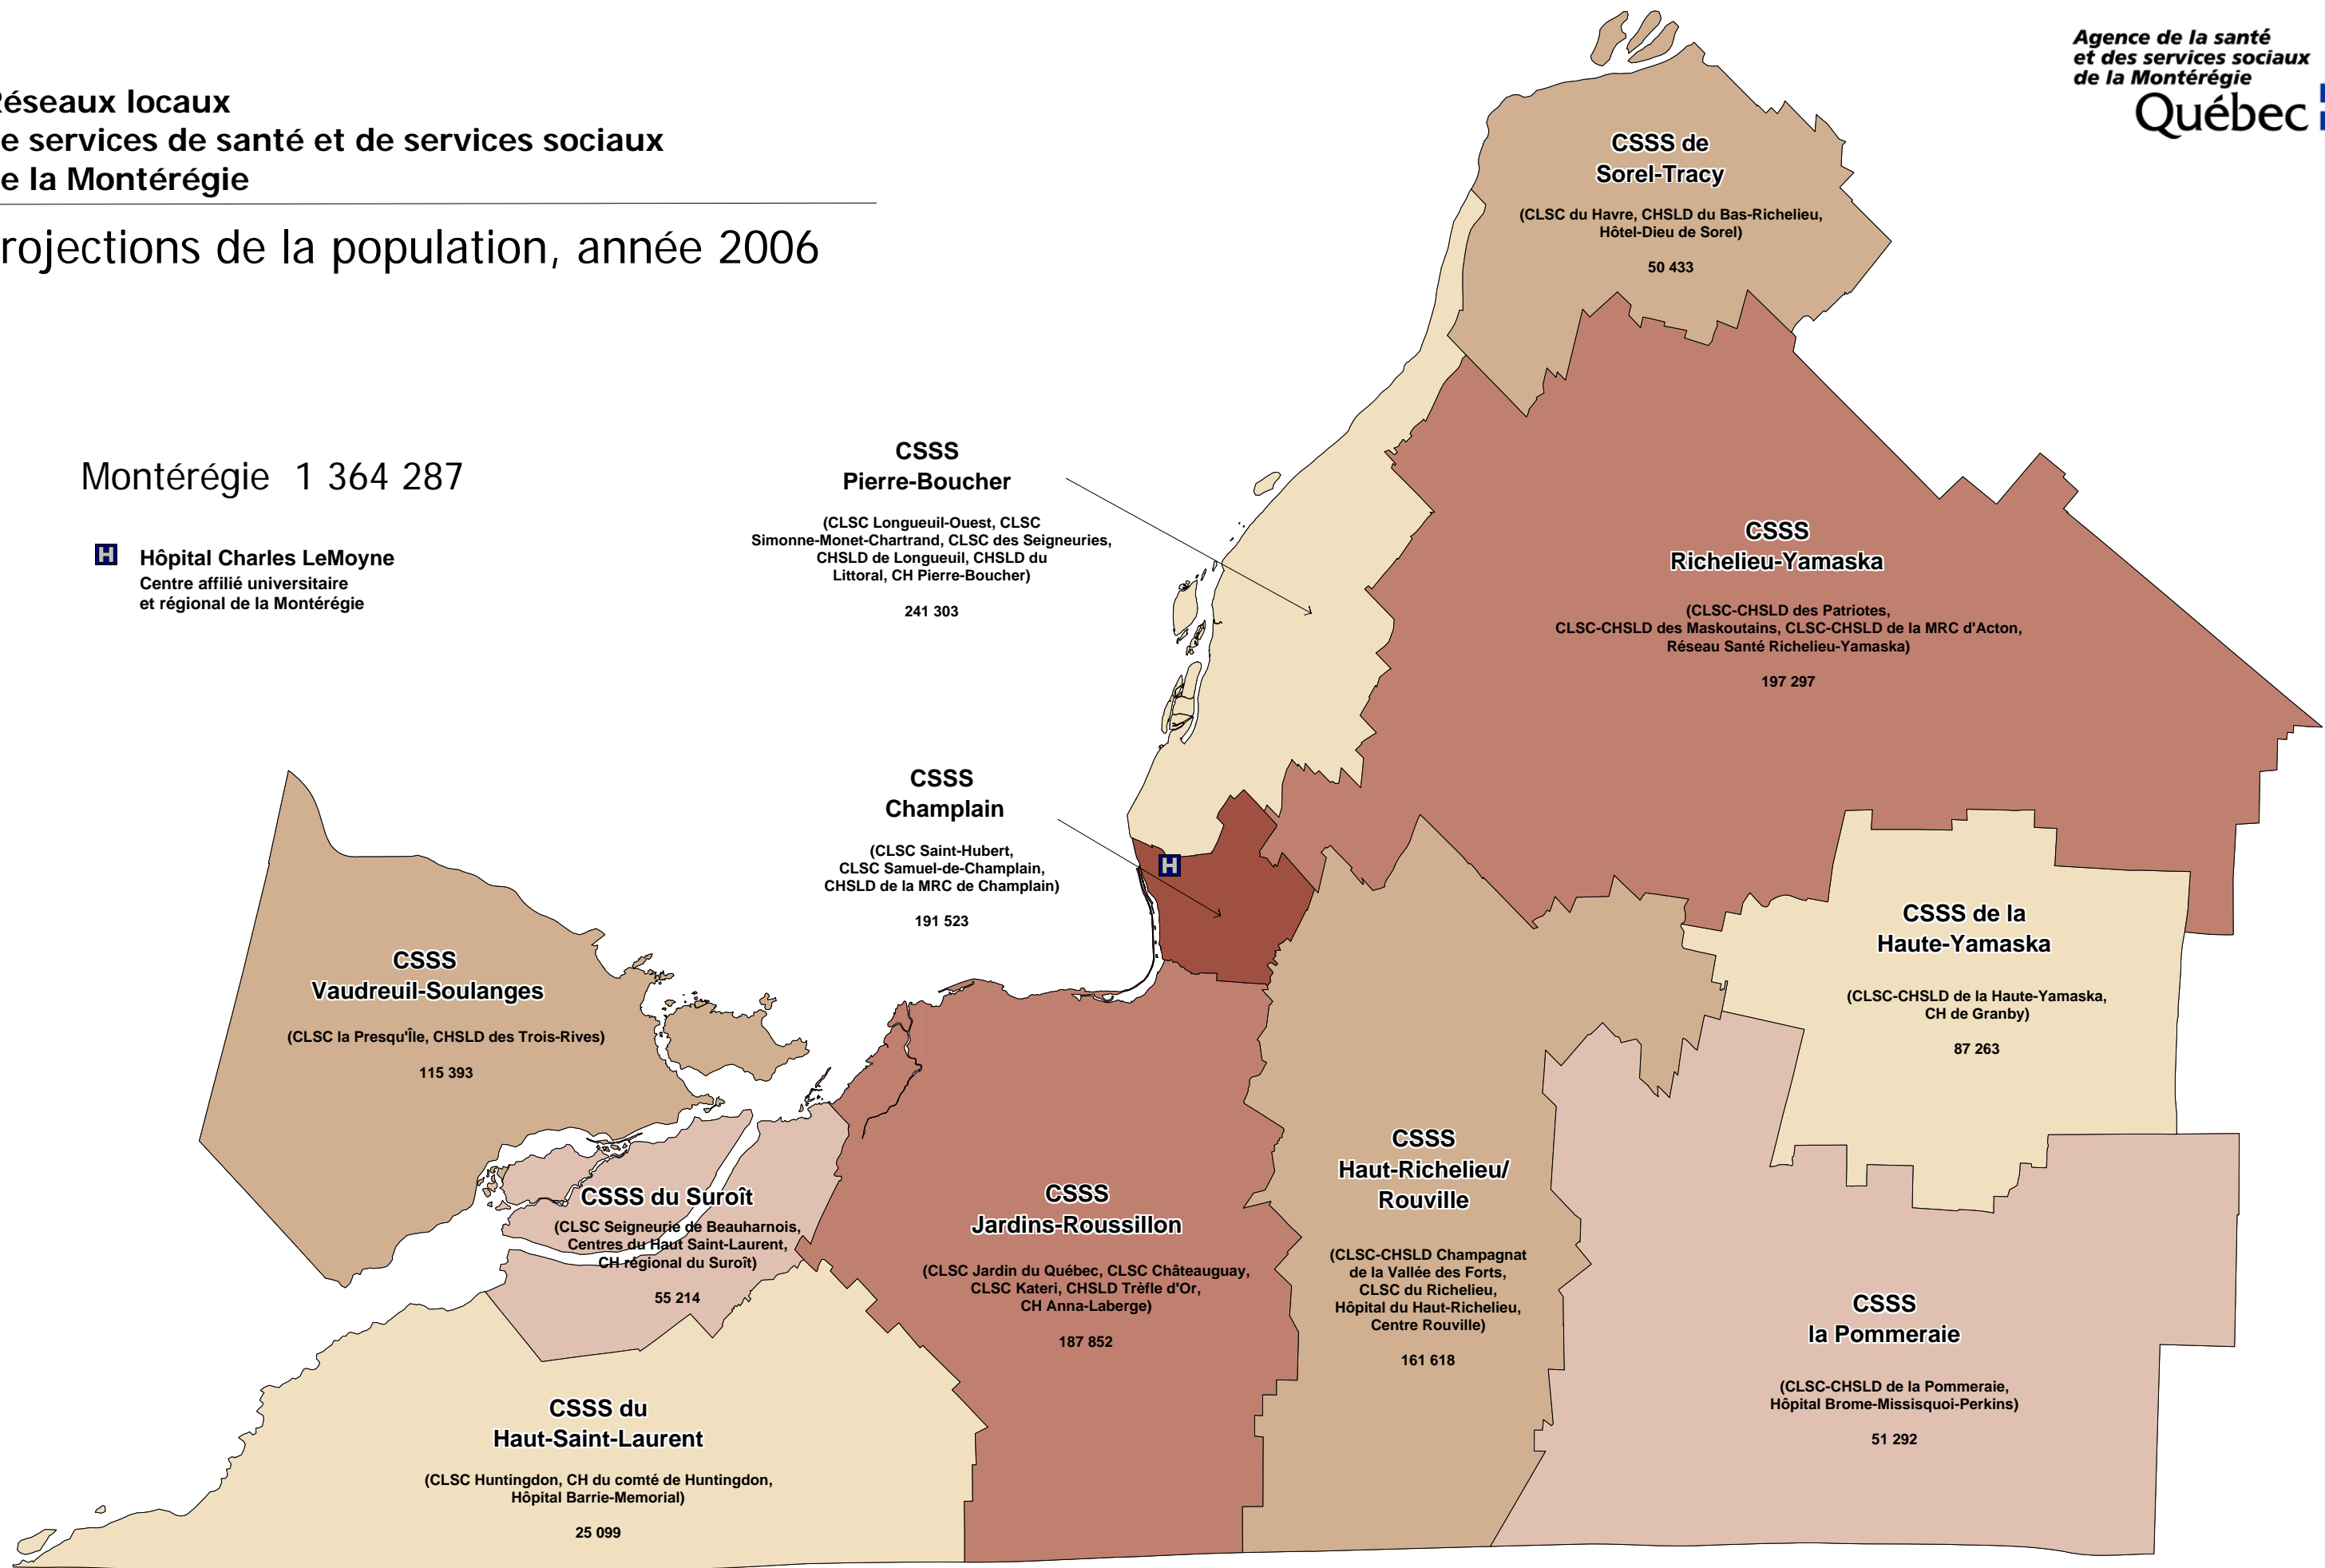 éseaux locaux
e services de santé et de services sociaux
e la Montérégie
rojections de la population, année 2006
Agence de la santé
et des services sociaux
de la Montérégie
Québec
Montérégie 1 364 287
H Hôpital Charles LeMoyne
Centre affilié universitaire
et régional de la Montérégie
CSSS de
Sorel-Tracy
(CLSC du Havre, CHSLD du Bas-Richelieu,
Hôtel-Dieu de Sorel)
50 433
CSSS
Pierre-Boucher
(CLSC Longueuil-Ouest, CLSC
Simonne-Monet-Chartrand, CLSC des Seigneuries,
CHSLD de Longueuil, CHSLD du
Littoral, CH Pierre-Boucher)
241 303
CSSS
Richelieu-Yamaska
(CLSC-CHSLD des Patriotes,
CLSC-CHSLD des Maskoutains, CLSC-CHSLD de la MRC d'Acton,
Réseau Santé Richelieu-Yamaska)
197 297
CSSS
Champlain
(CLSC Saint-Hubert,
CLSC Samuel-de-Champlain,
CHSLD de la MRC de Champlain)
191 523
H
CSSS de la
Haute-Yamaska
(CLSC-CHSLD de la Haute-Yamaska,
CH de Granby)
87 263
CSSS
Vaudreuil-Soulanges
(CLSC la Presqu'Île, CHSLD des Trois-Rives)
115 393
CSSS du Suroît
(CLSC Seigneurie de Beauharnois,
Centres du Haut Saint-Laurent,
CH régional du Suroît)
55 214
CSSS
Jardins-Roussillon
(CLSC Jardin du Québec, CLSC Châteauguay,
CLSC Kateri, CHSLD Trèfle d'Or,
CH Anna-Laberge)
187 852
CSSS
Haut-Richelieu/
Rouville
(CLSC-CHSLD Champagnat
de la Vallée des Forts,
CLSC du Richelieu,
Hôpital du Haut-Richelieu,
Centre Rouville)
161 618
CSSS
la Pommeraie
(CLSC-CHSLD de la Pommeraie,
Hôpital Brome-Missisquoi-Perkins)
51 292
CSSS du
Haut-Saint-Laurent
(CLSC Huntingdon, CH du comté de Huntingdon,
Hôpital Barrie-Memorial)
25 099